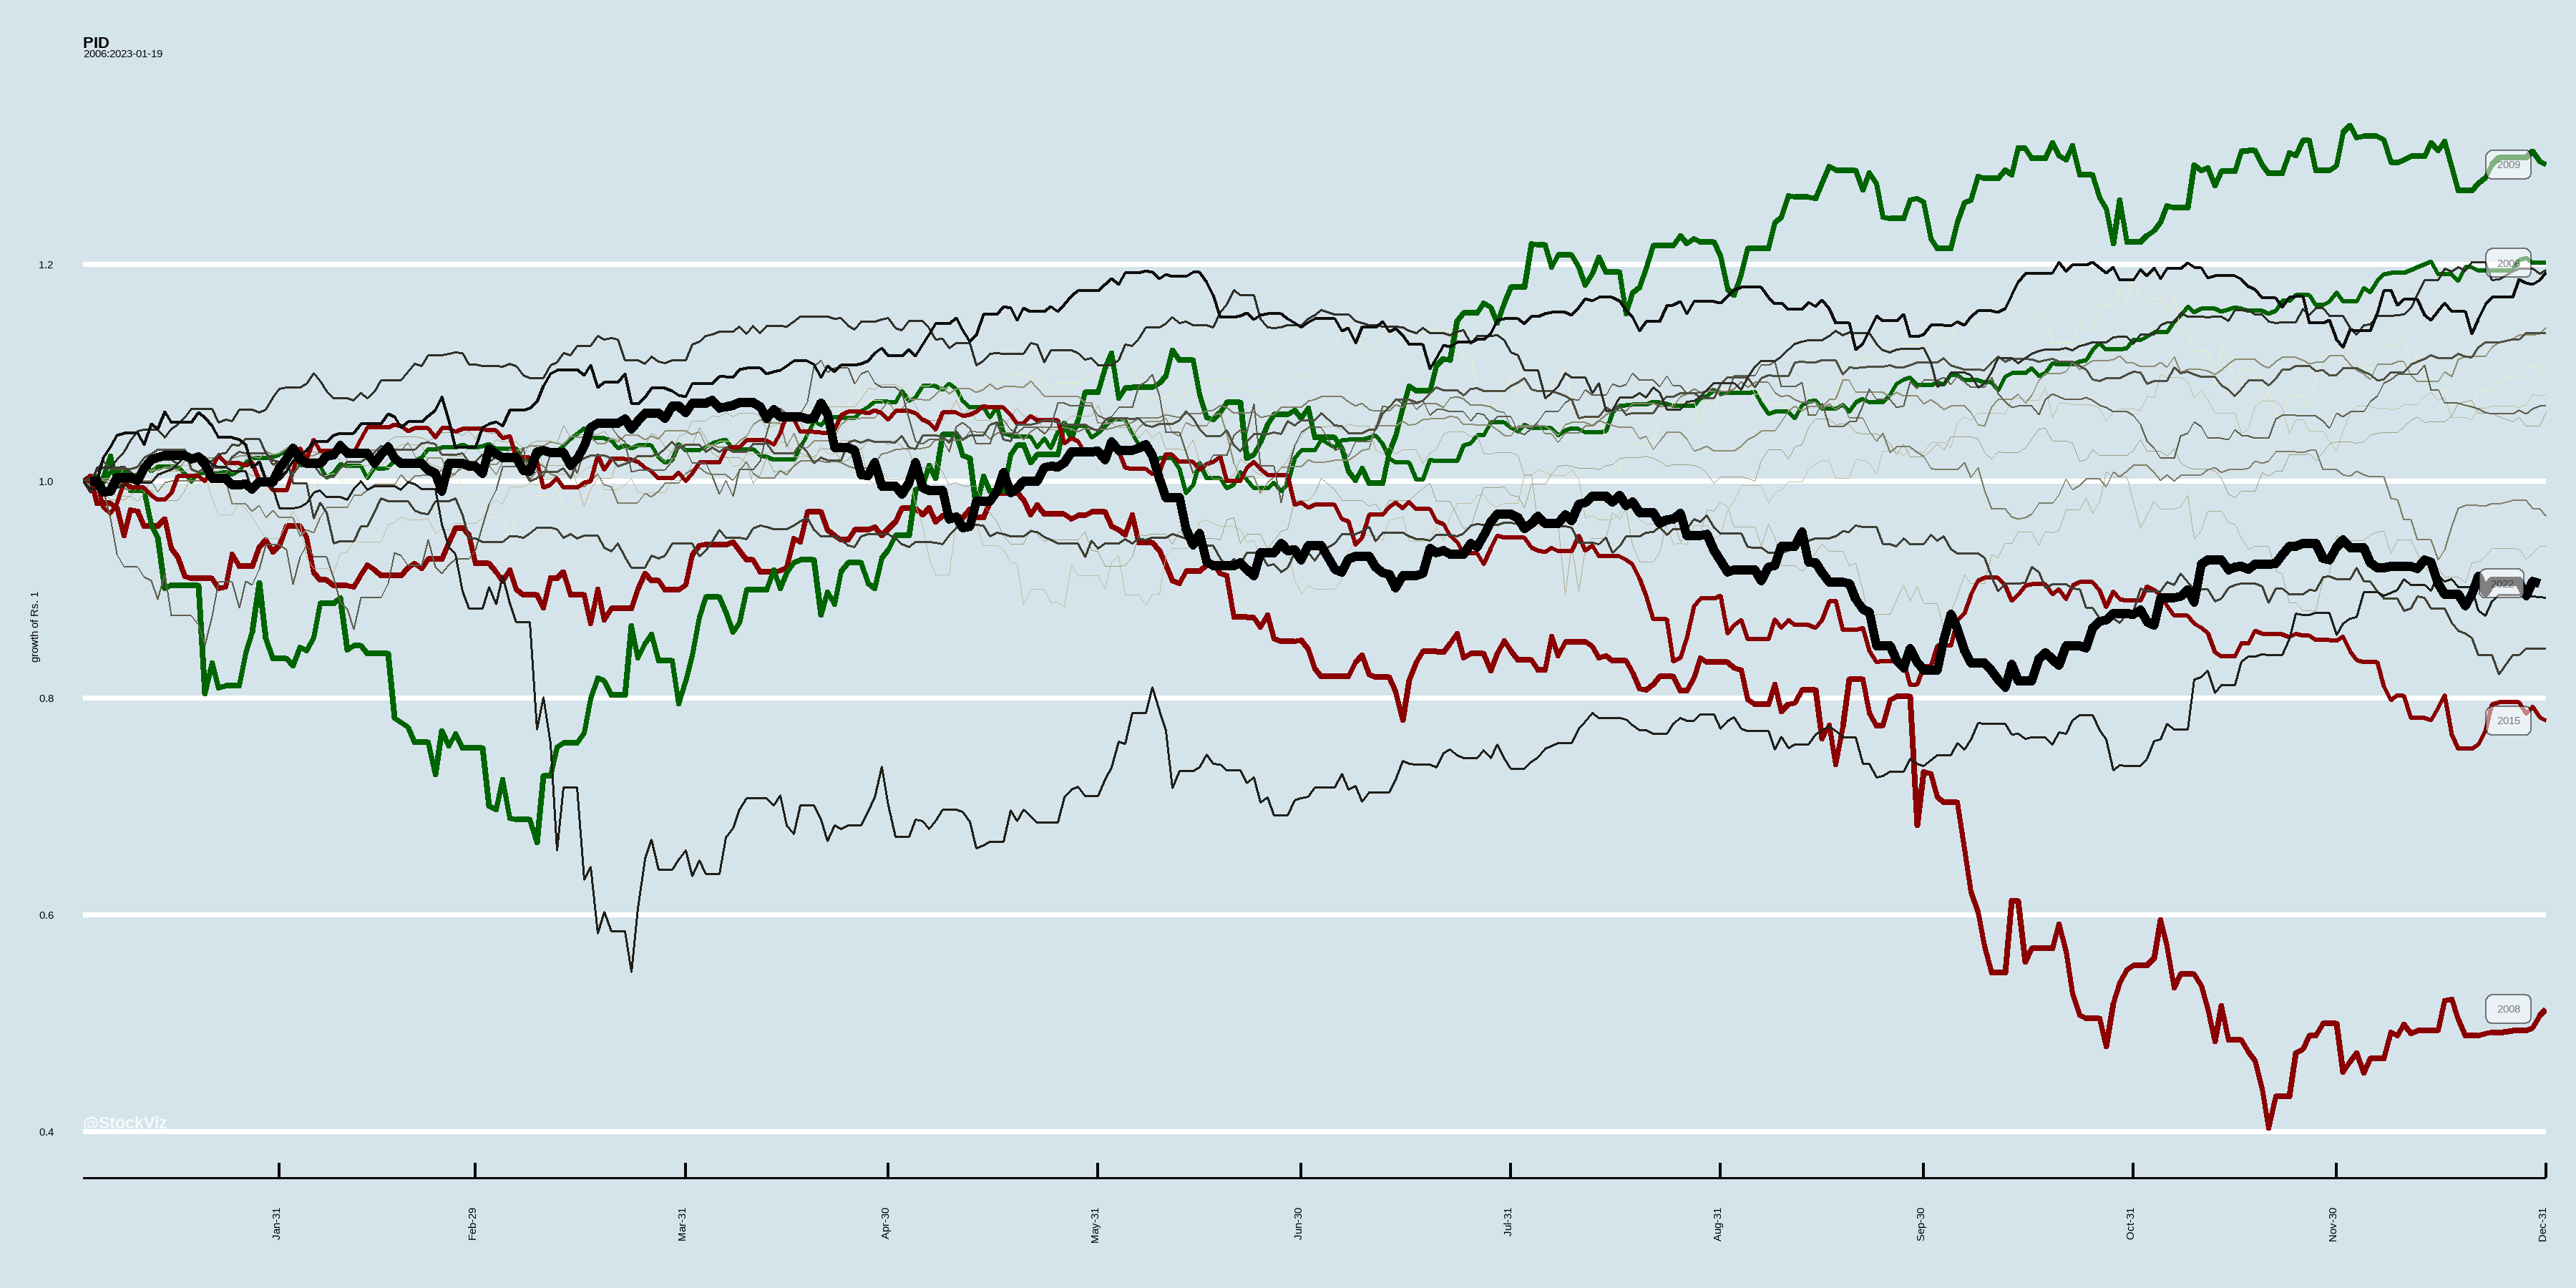 PID
2006:2023-01-19
growth of Rs. 1
1.2
1.0
0.8
0.6
0.4
2009
2006
2022
2015
2008
@StockViz
Jan-31
Feb-29
Mar-31
Apr-30
May-31
Jun-30
Jul-31
Aug-31
Sep-30
Oct-31
Nov-30
Dec-31